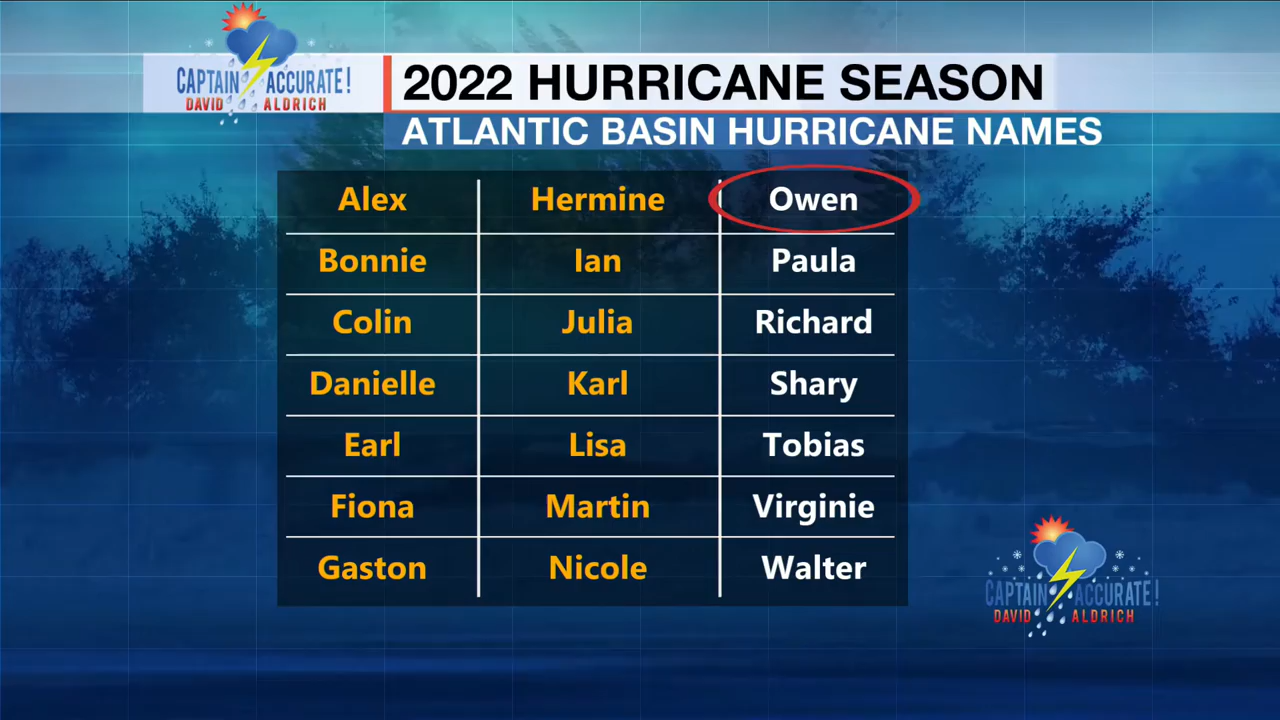 CAPTAIN ACCURATE!
DAVID ALDRICH
2022 HURRICANE SEASON
ATLANTIC BASIN HURRICANE NAMES
Alex Hermine Owen
Bonnie Ian Paula
Colin Julia Richard
Danielle Karl Shary
Earl Lisa Tobias
Fiona Martin Virginie
Gaston Nicole Walter
CAPTAIN ACCURATE!
DAVID ALDRICH